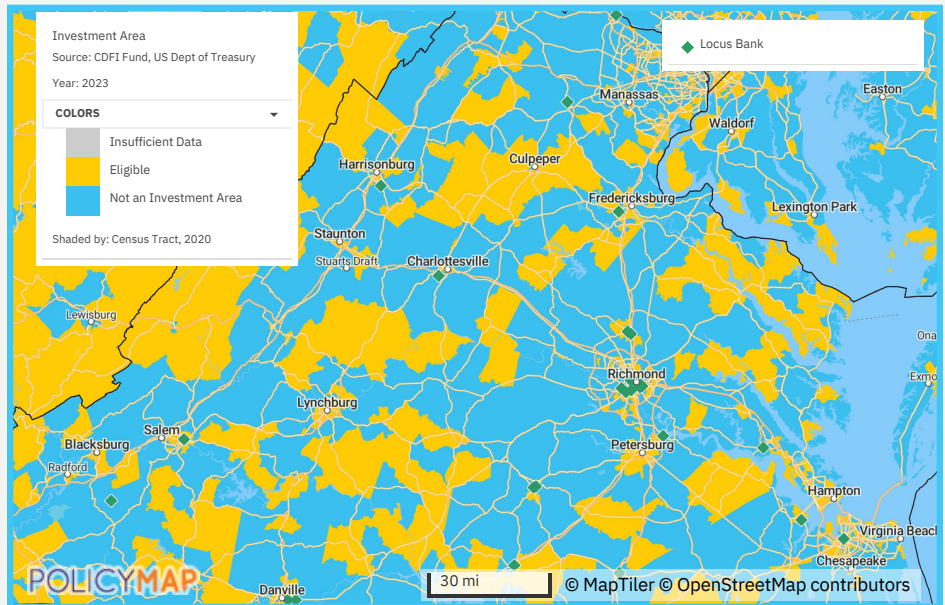 Investment Area
Source: CDFI Fund, US Dept of Treasury
Year: 2023
COLORS
Insufficient Data
Eligible
Not an Investment Area
Shaded by: Census Tract, 2020
Locus Bank
Manassas
Easton
Waldorf
Harrisonburg
Culpeper
Fredericksburg
Lexington Park
Staunton
Stuarts Draft
Charlottesville
Lewisburg
Ona
Richmond
Exmo
Lynchburg
Salem
Blacksburg
Petersburg
Radford
Hampton
Virginia Beach
Chesapeake
POLICYMAP
Danville
30 mi
© MapTiler © OpenStreetMap contributors